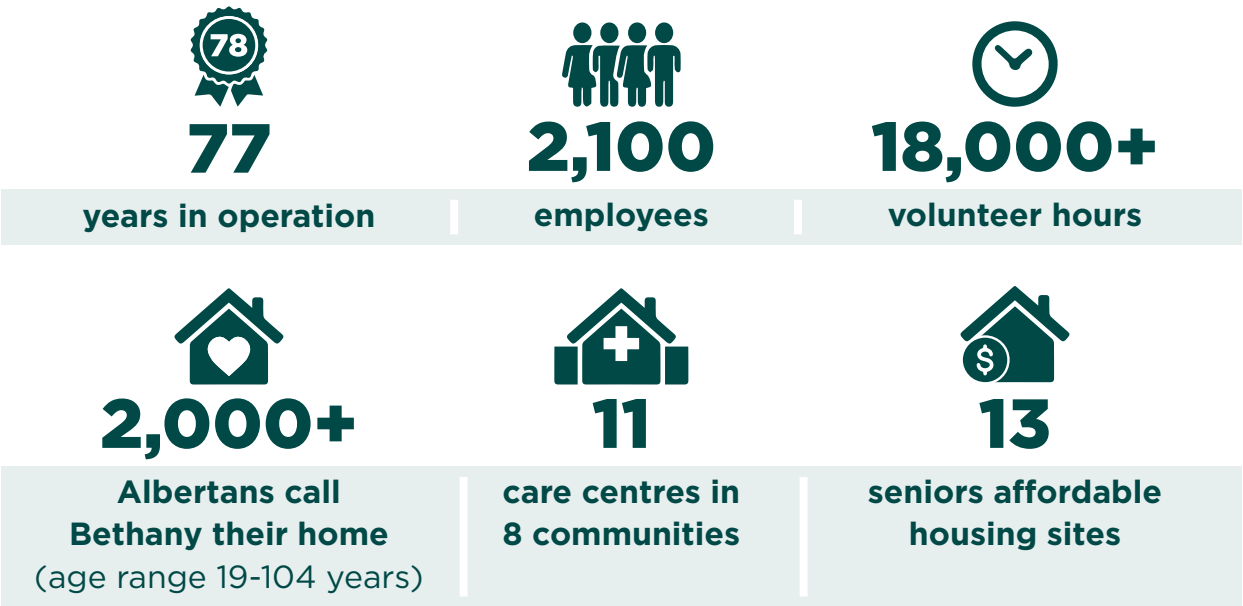 78
77
2,100
18,000+
years in operation
employees
volunteer hours
$
2,000+
11
13
Albertans call
Bethany their home
(age range 19-104 years)
care centres in
8 communities
seniors affordable
housing sites